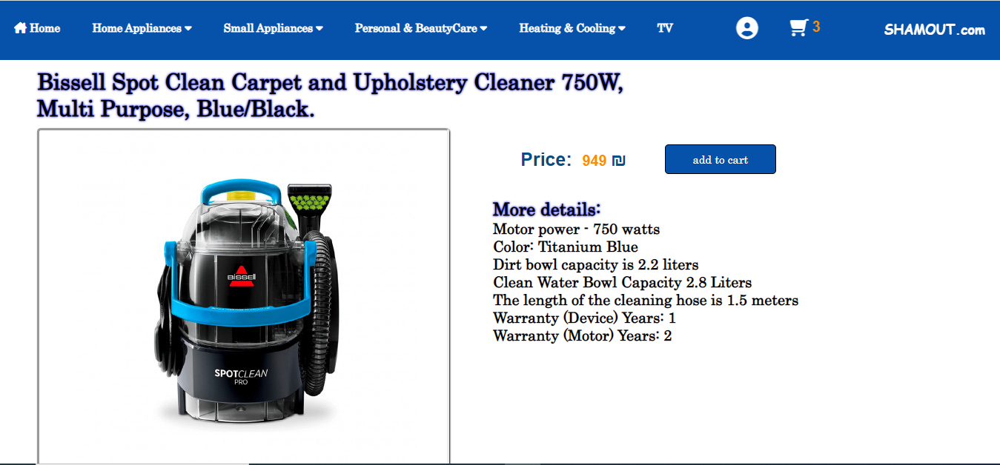 Home
Home Appliances
Small Appliances
Personal & BeautyCare
Heating & Cooling
TV
3
SHAMOUT.com
Bissell Spot Clean Carpet and Upholstery Cleaner 750W,
Multi Purpose, Blue/Black.
Price: 949 ₪
add to cart
BISSELL
SPOTCLEAN
PRO
More details:
Motor power - 750 watts
Color: Titanium Blue
Dirt bowl capacity is 2.2 liters
Clean Water Bowl Capacity 2.8 Liters
The length of the cleaning hose is 1.5 meters
Warranty (Device) Years: 1
Warranty (Motor) Years: 2